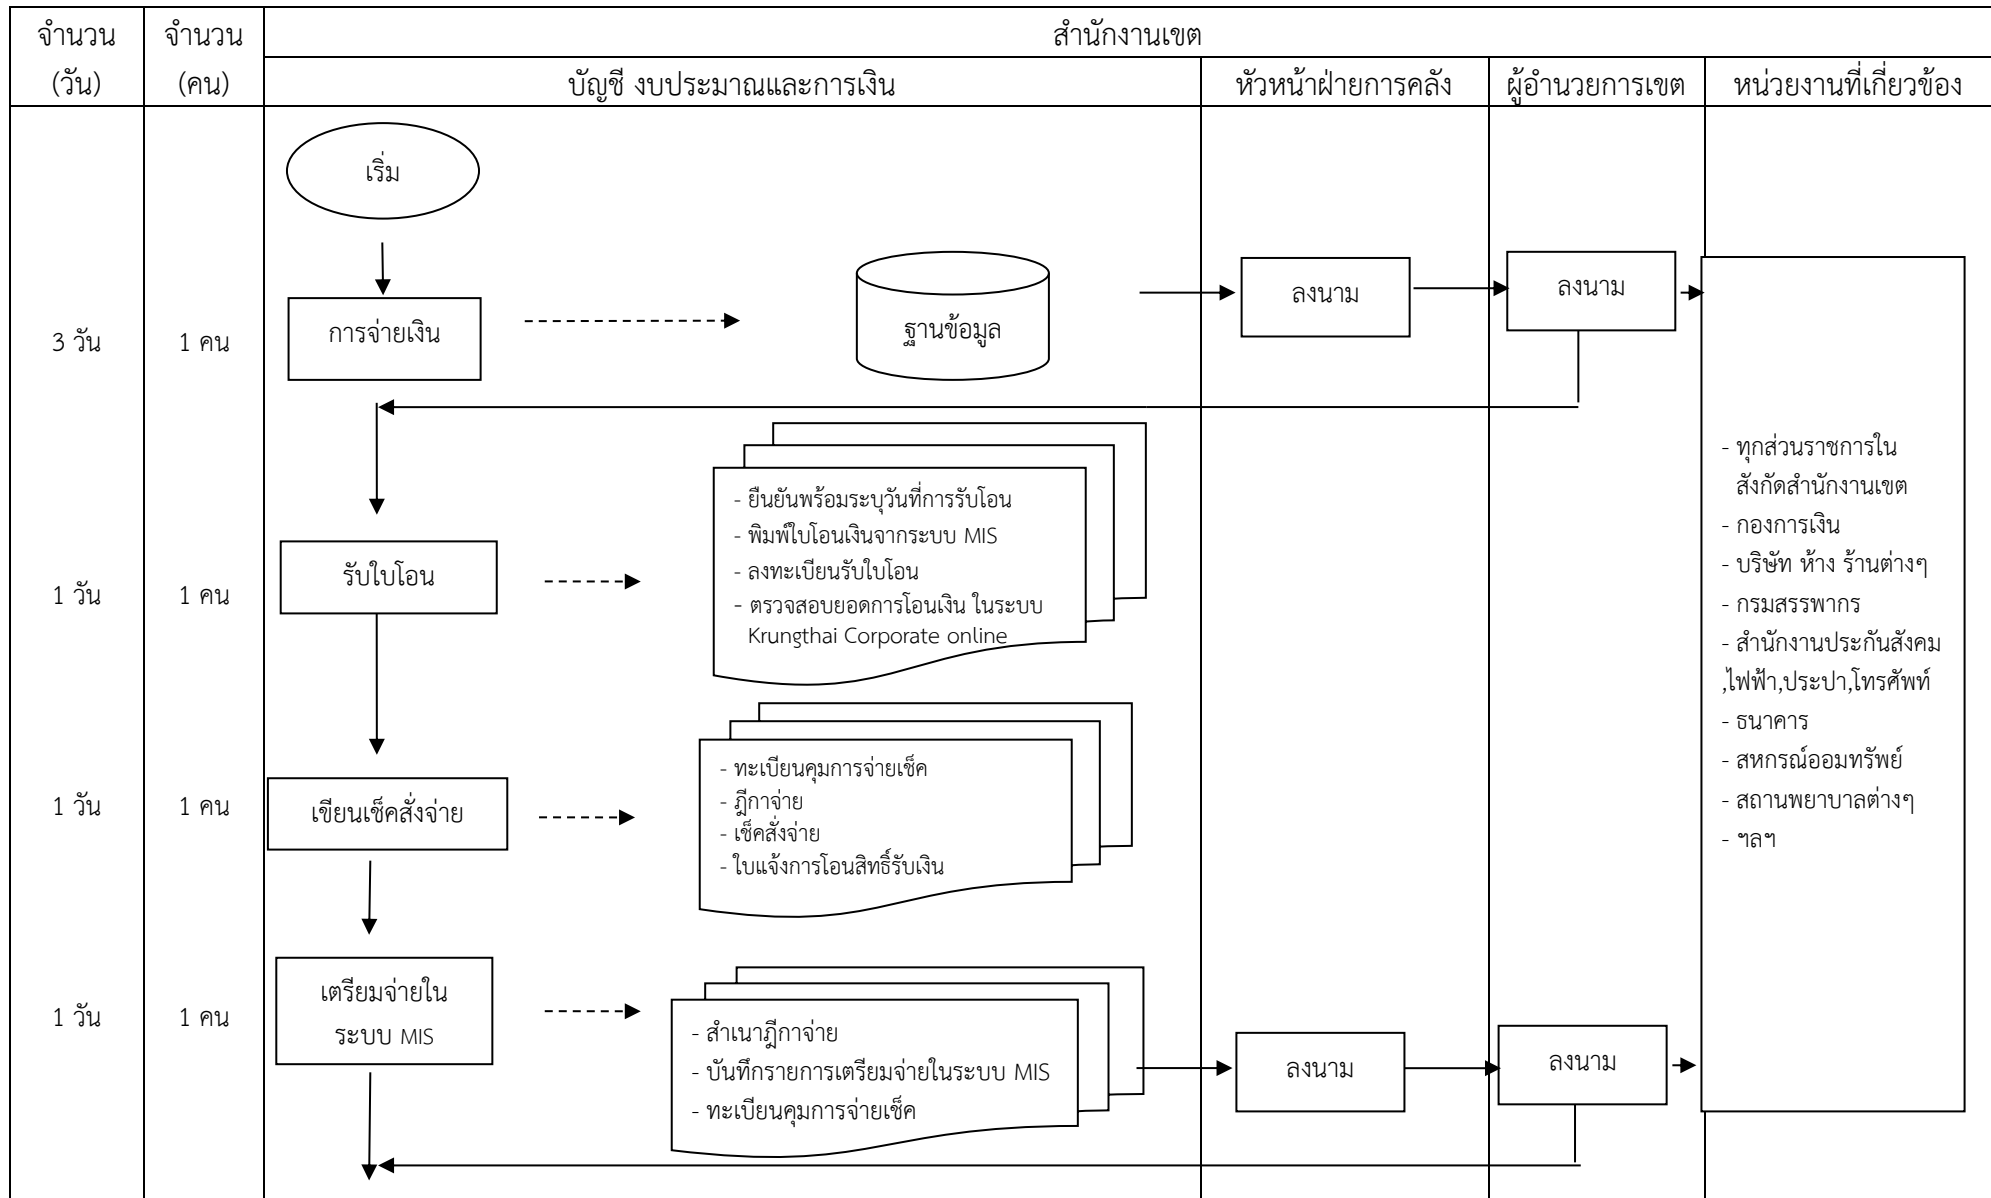 จำนวน
(วัน)
จำนวน
(คน)
สำนักงานเขต
บัญชี งบประมาณและการเงิน
หัวหน้าฝ่ายการคลัง
ผู้อำนวยการเขต
หน่วยงานที่เกี่ยวข้อง
เริ่ม
3 วัน
1 คน
การจ่ายเงิน
ฐานข้อมูล
ลงนาม
ลงนาม
1 วัน
1 คน
รับใบโอน
- ยืนยันพร้อมระบุวันที่การรับโอน
- พิมพ์ใบโอนเงินจากระบบ MIS
- ลงทะเบียนรับใบโอน
- ตรวจสอบยอดการโอนเงิน ในระบบ
Krungthai Corporate online
1 วัน
1 คน
เขียนเช็คสั่งจ่าย
- ทะเบียนคุมการจ่ายเช็ค
- ฎีกาจ่าย
- เช็คสั่งจ่าย
- ใบแจ้งการโอนสิทธิ์รับเงิน
1 วัน
1 คน
เตรียมจ่ายใน
ระบบ MIS
- สำเนาฎีกาจ่าย
- บันทึกรายการเตรียมจ่ายในระบบ MIS
- ทะเบียนคุมการจ่ายเช็ค
ลงนาม
ลงนาม
- ทุกส่วนราชการใน
สังกัดสำนักงานเขต
- กองการเงิน
- บริษัท ห้าง ร้านต่างๆ
- กรมสรรพากร
- สำนักงานประกันสังคม
,ไฟฟ้า,ประปา,โทรศัพท์
- ธนาคาร
- สหกรณ์ออมทรัพย์
- สถานพยาบาลต่างๆ
- ฯลฯ